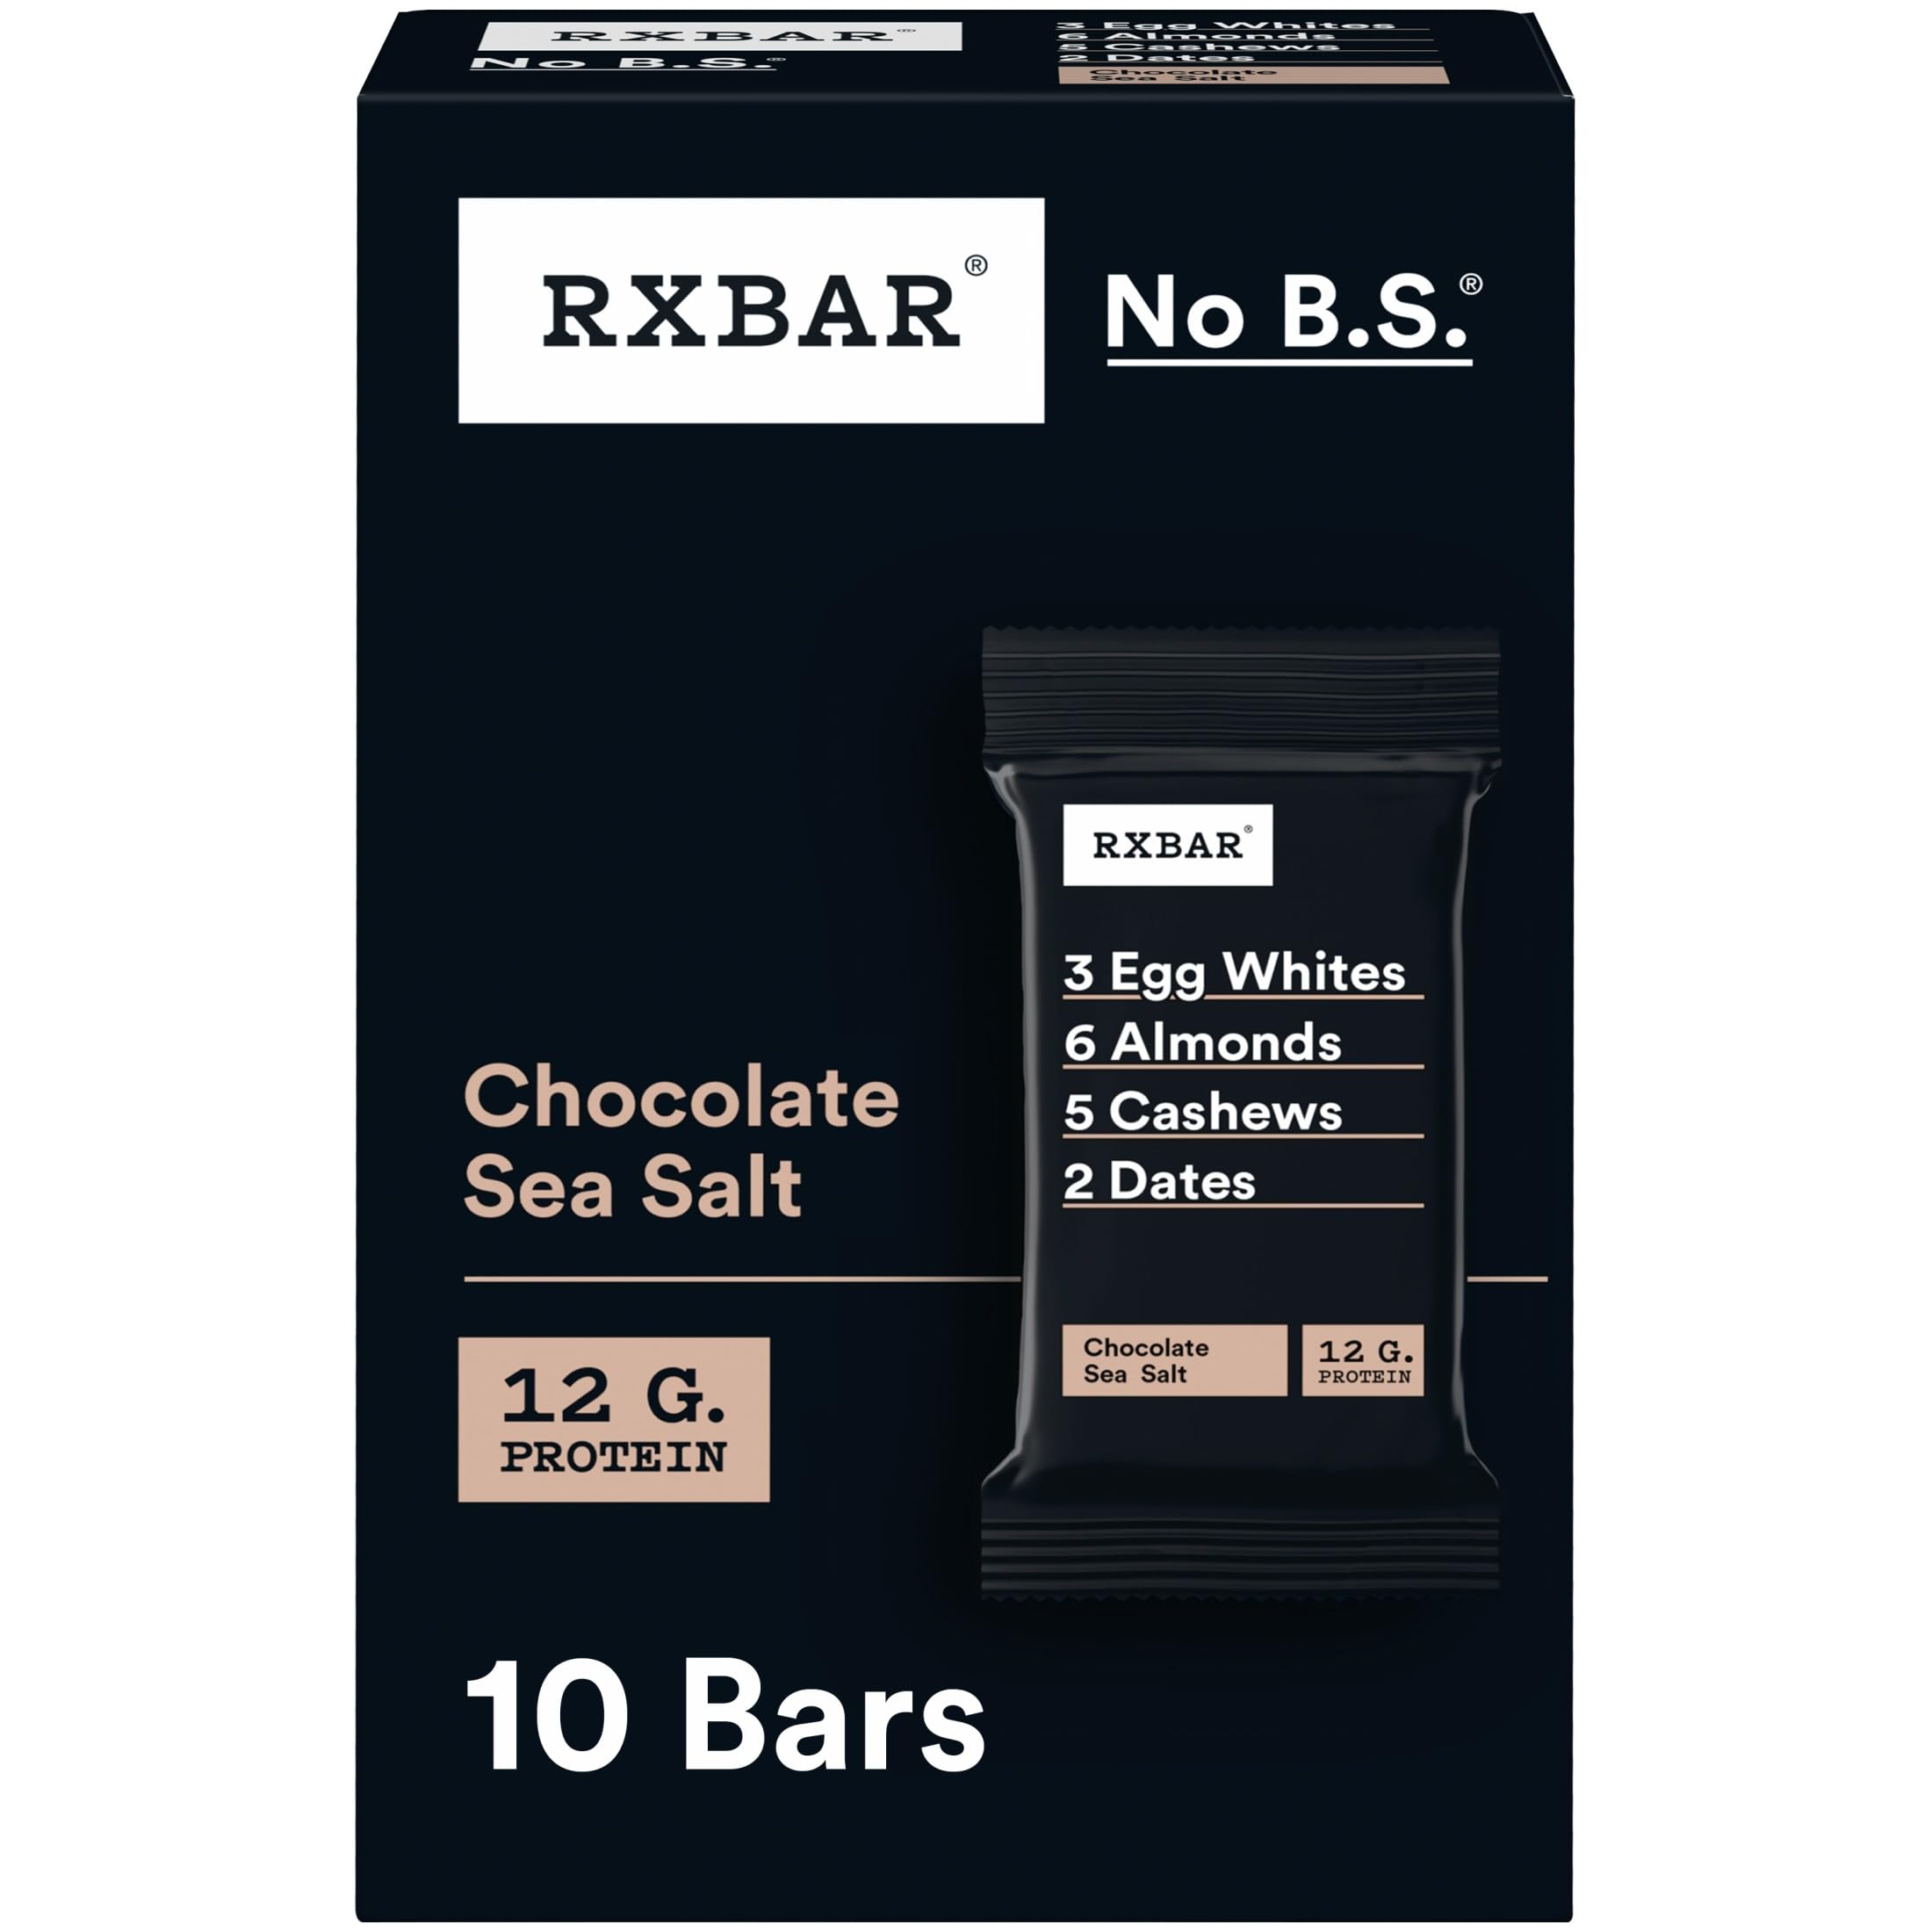 RXBAR®
No B.S.®
3 Egg Whites
6 Almonds
5 Cashews
2 Dates
Chocolate
Sea Salt
RXBAR®
No B.S.®
RXBAR®
3 Egg Whites
6 Almonds
5 Cashews
2 Dates
Chocolate
Sea Salt
12 G.
PROTEIN
Chocolate
Sea Salt
12 G.
PROTEIN
10 Bars